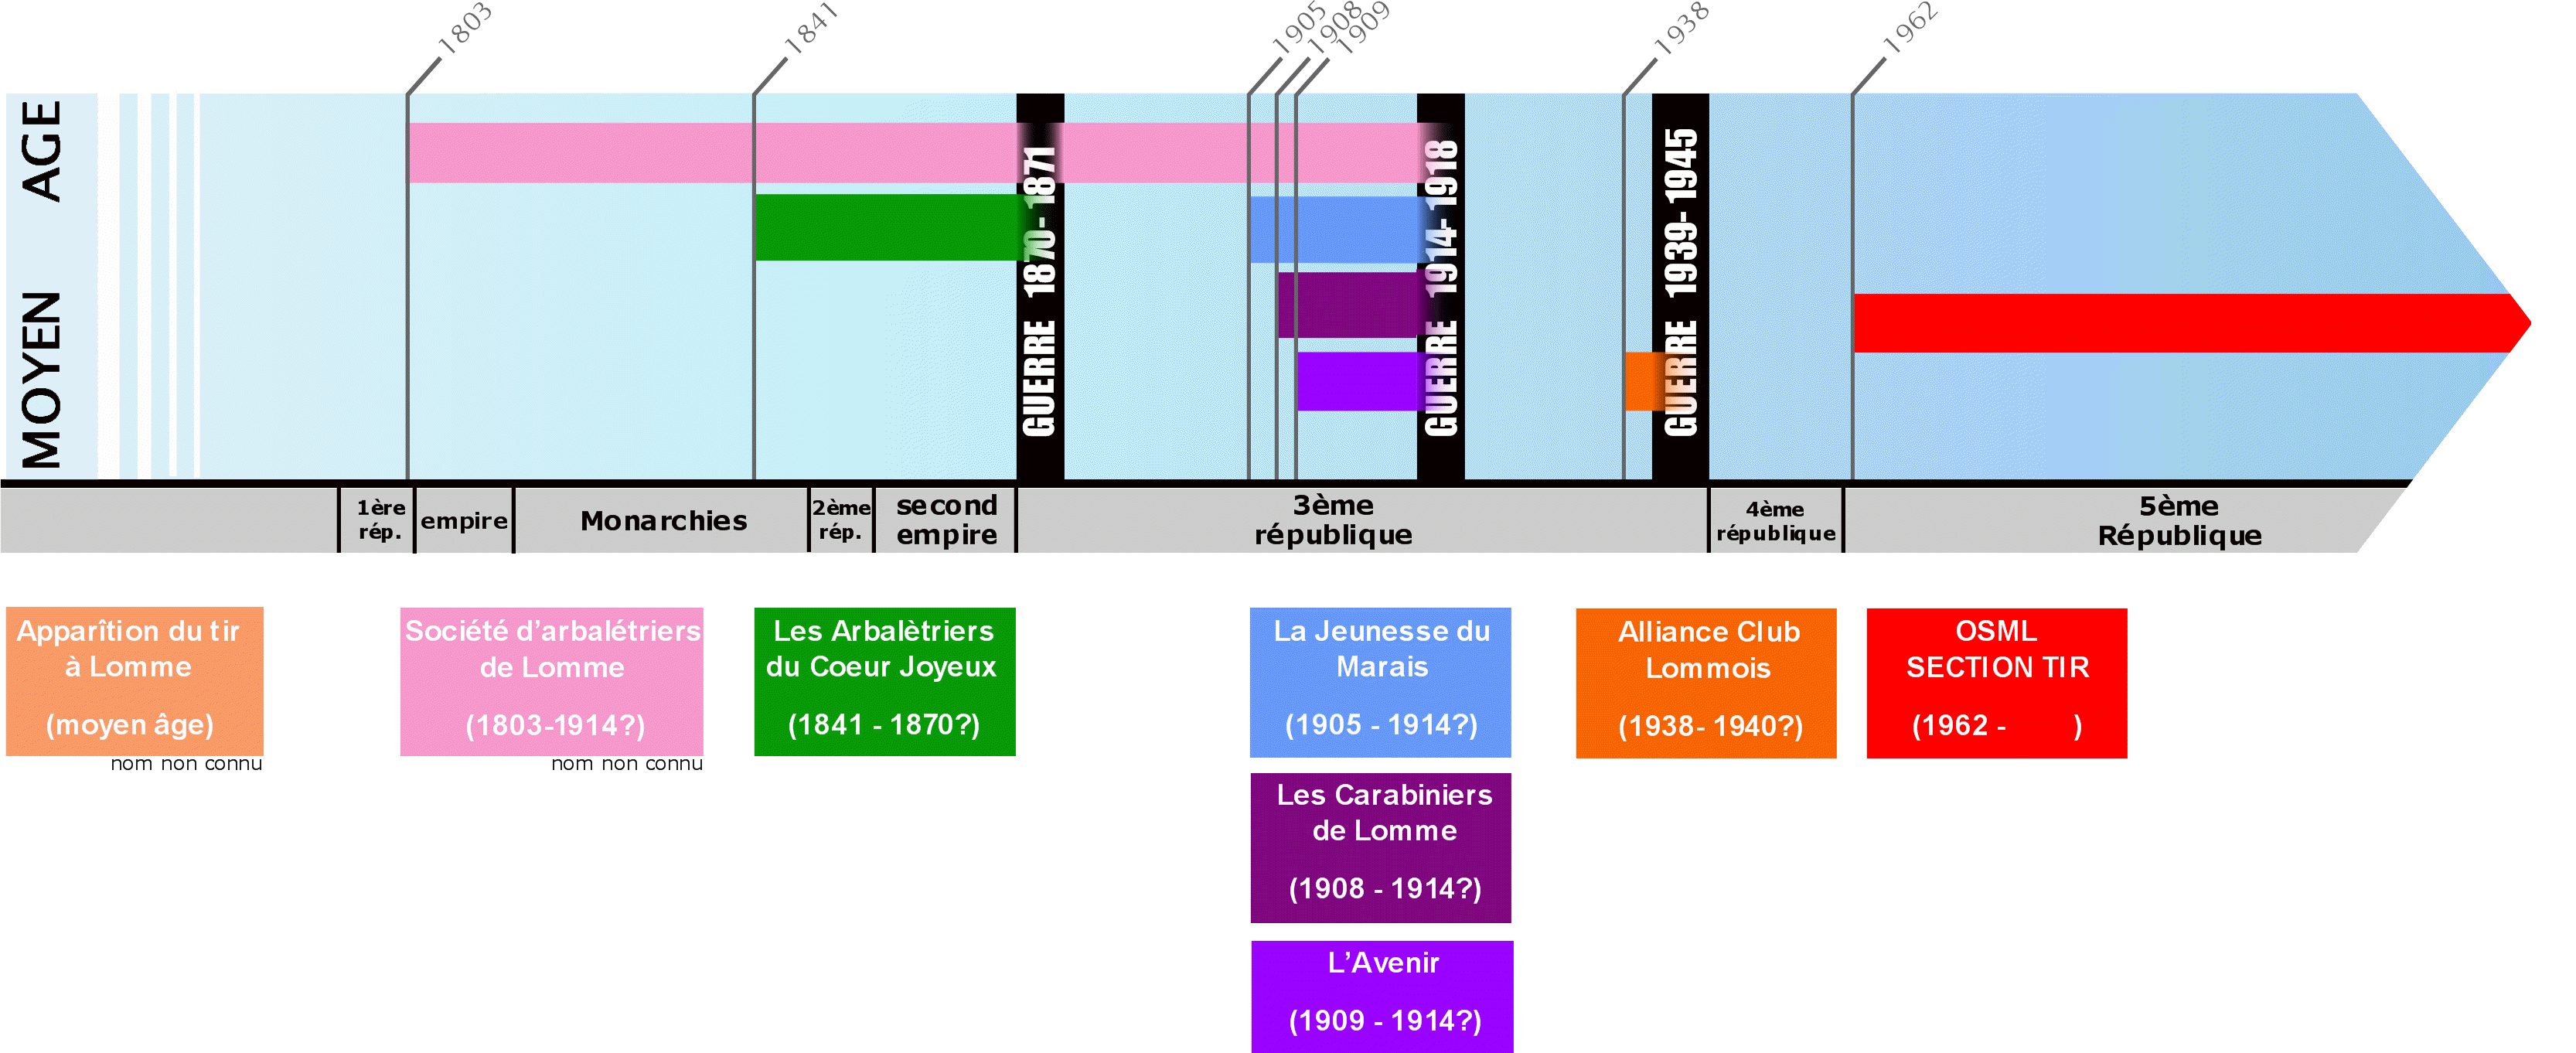 1803
1841
1905
1908
1909
1938
1962
MOYEN AGE
GUERRE 1870-1871
GUERRE 1914-1918
GUERRE 1939-1945
1ère
rép.
empire
Monarchies
2ème
rép.
second
empire
3ème
république
4ème
république
5ème
République
Apparîtion du tir
à Lomme
(moyen âge)
nom non connu
Société d’arbalétriers
de Lomme
(1803-1914?)
nom non connu
Les Arbalètriers
du Coeur Joyeux
(1841 - 1870?)
La Jeunesse du
Marais
(1905 - 1914?)
Les Carabiniers
de Lomme
(1908 - 1914?)
L’Avenir
(1909 - 1914?)
Alliance Club
Lommois
(1938- 1940?)
OSML
SECTION TIR
(1962 - )